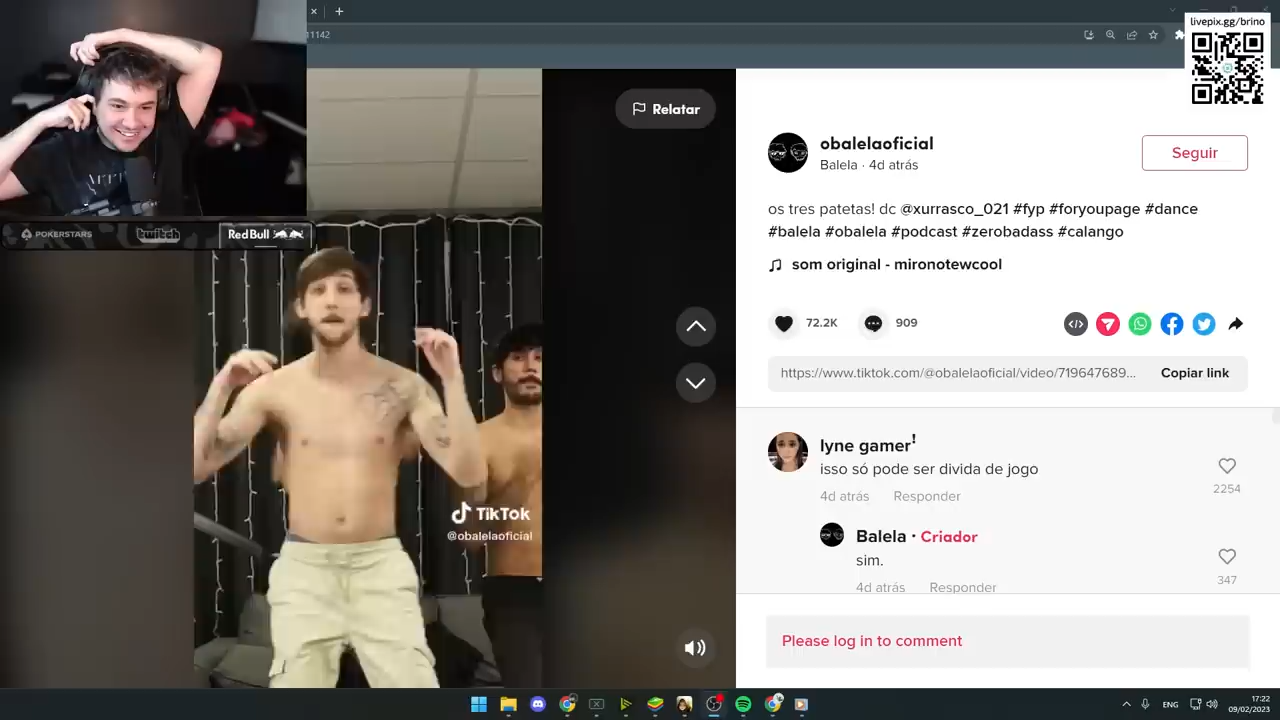 11142
livepix.gg/brino
POKERSTARS
twitch
Red Bull
Relatar
TikTok
@obalelaoficial
obalelaoficial
Balela · 4d atrás
Seguir
os tres patetas! dc @xurrasco_021 #fyp #foryoupage #dance
#balela #obalela #podcast #zerobadass #calango
som original - mironotewcool
72.2K
909
https://www.tiktok.com/@obalelaoficial/video/719647689...
Copiar link
lyne gamer!
isso só pode ser divida de jogo
4d atrás
Responder
2254
Balela · Criador
sim.
4d atrás
Responder
347
Please log in to comment
ENG
17:22
09/02/2023